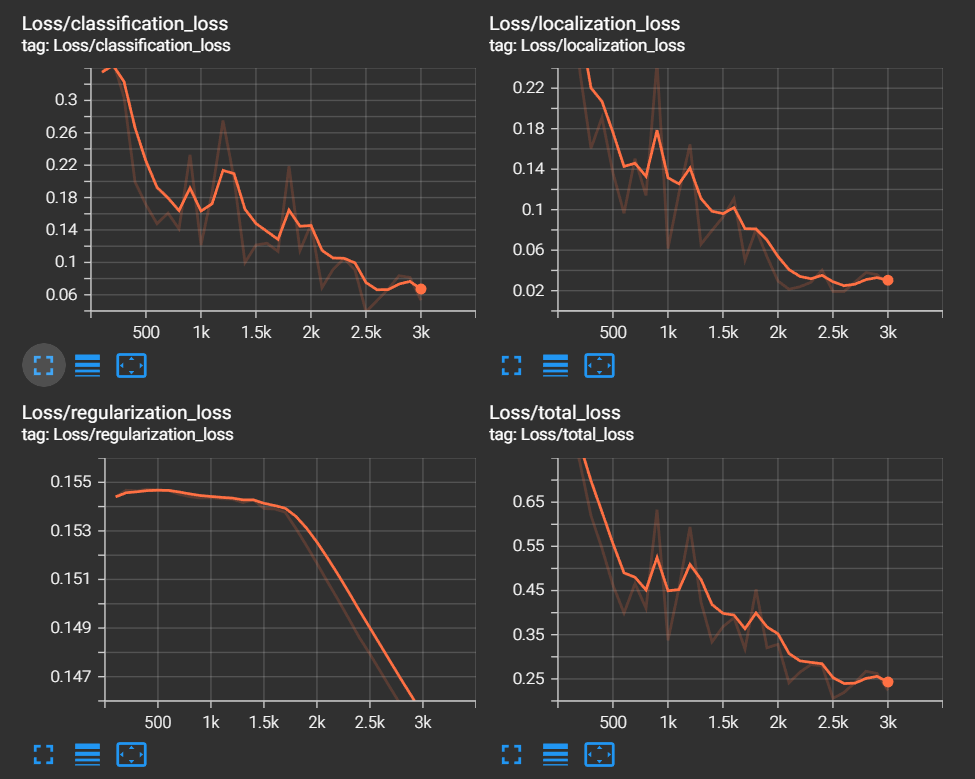 Loss/classification_loss
tag: Loss/classification_loss
0.3
0.26
0.22
0.18
0.14
0.1
0.06
500 1k 1.5k 2k 2.5k 3k
Loss/localization_loss
tag: Loss/localization_loss
0.22
0.18
0.14
0.1
0.06
0.02
500 1k 1.5k 2k 2.5k 3k
Loss/regularization_loss
tag: Loss/regularization_loss
0.155
0.153
0.151
0.149
0.147
500 1k 1.5k 2k 2.5k 3k
Loss/total_loss
tag: Loss/total_loss
0.65
0.55
0.45
0.35
0.25
500 1k 1.5k 2k 2.5k 3k